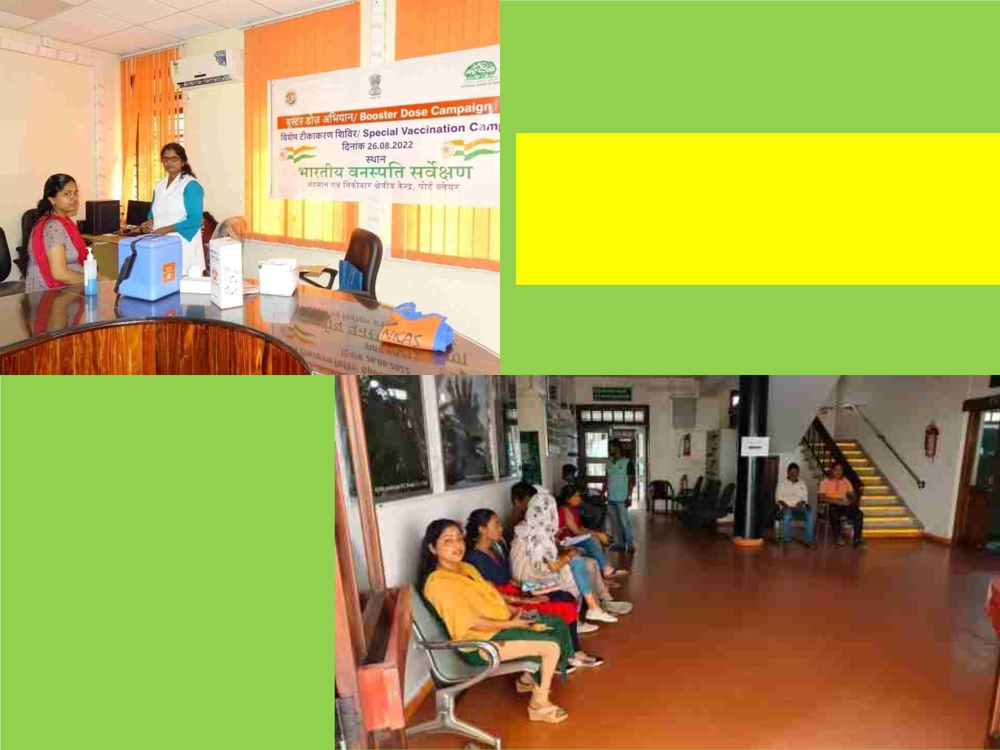 बूस्टर डोज़ अभियान/ Booster Dose Campaign
विशेष टीकाकरण शिविर/ Special Vaccination Camp
दिनांक 26.08.2022
स्थान
भारतीय वनस्पति सर्वेक्षण
अंडमान एवं निकोबार क्षेत्रीय केन्द्र, पोर्ट ब्लेयर
NKAS